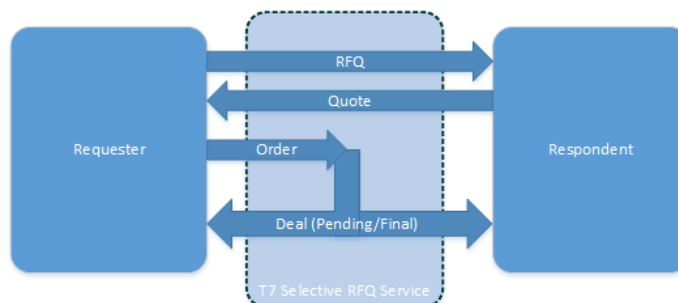 RFQ
Quote
Requester
Order
Respondent
Deal (Pending/Final)
T7 Selective RFQ Service